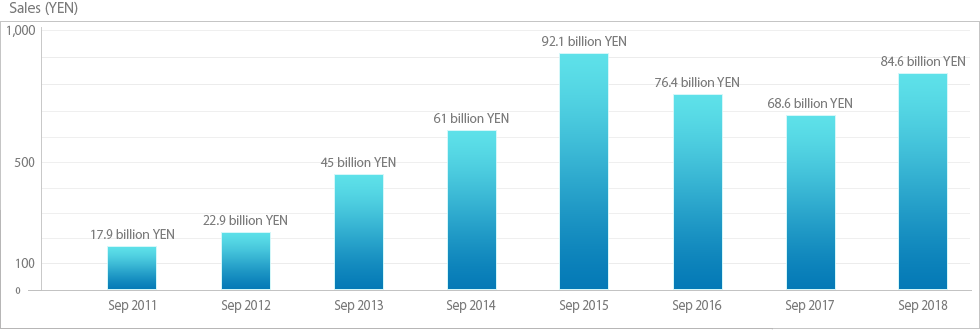 Sales (YEN)
1,000
92.1 billion YEN
84.6 billion YEN
76.4 billion YEN
68.6 billion YEN
61 billion YEN
500
45 billion YEN
22.9 billion YEN
17.9 billion YEN
100
0
Sep 2011 Sep 2012 Sep 2013 Sep 2014 Sep 2015 Sep 2016 Sep 2017 Sep 2018